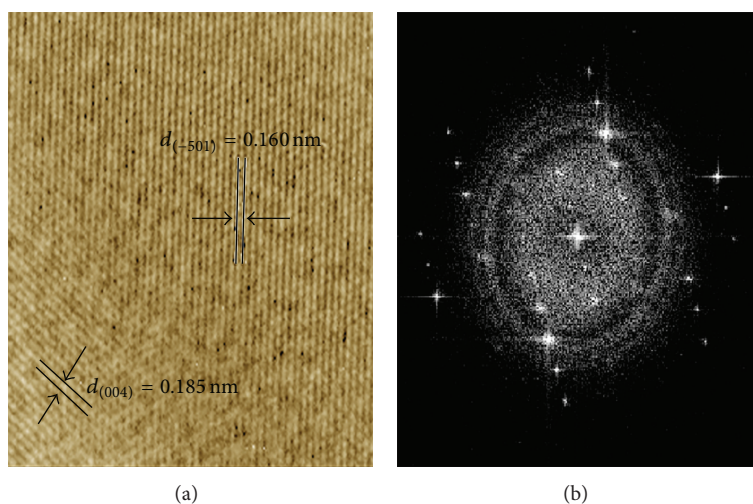 d(−501) = 0.160 nm
d(004) = 0.185 nm
(a)
(b)